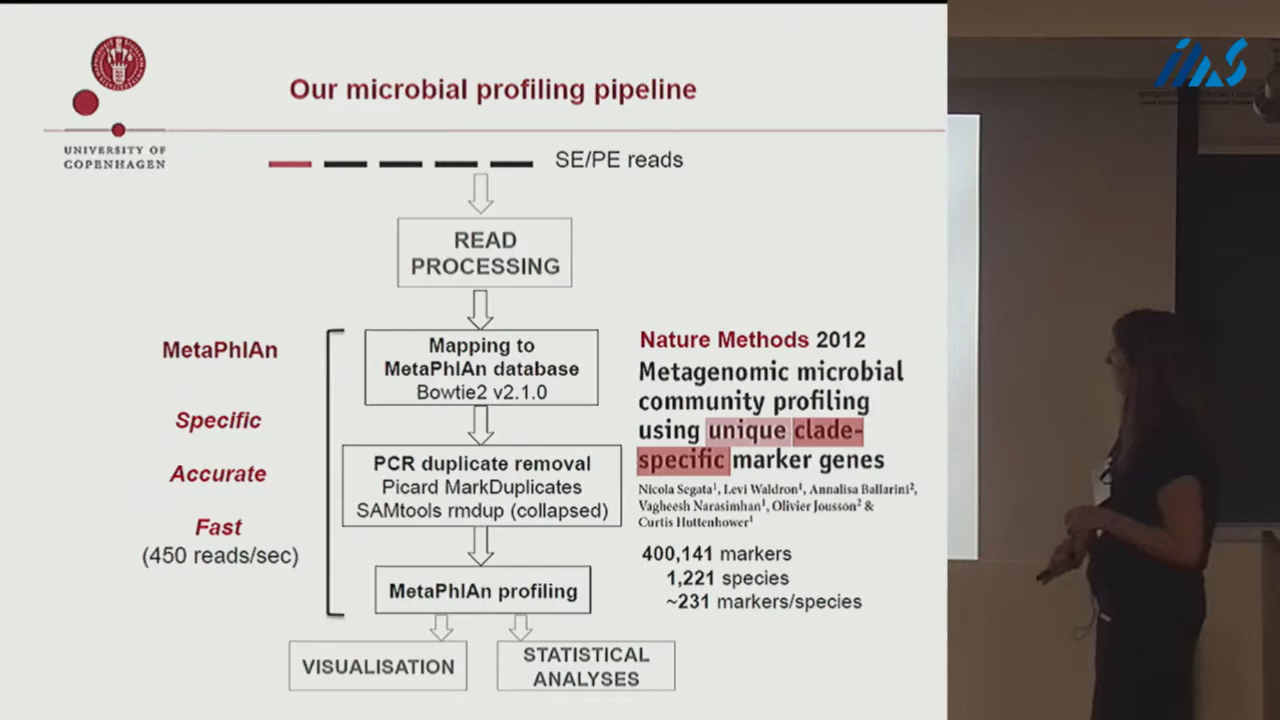 Our microbial profiling pipeline
UNIVERSITY OF
COPENHAGEN
SE/PE reads
READ
PROCESSING
MetaPhlAn
Specific
Accurate
Fast
(450 reads/sec)
Mapping to
MetaPhlAn database
Bowtie2 v2.1.0
PCR duplicate removal
Picard MarkDuplicates
SAMtools rmdup (collapsed)
MetaPhlAn profiling
VISUALISATION
STATISTICAL
ANALYSES
Nature Methods 2012
Metagenomic microbial
community profiling
using unique clade-
specific marker genes
Nicola Segata1, Levi Waldron1, Annalisa Ballarini2,
Vagheesh Narasimhan1, Olivier Jousson2 &
Curtis Huttenhower1
400,141 markers
1,221 species
~231 markers/species